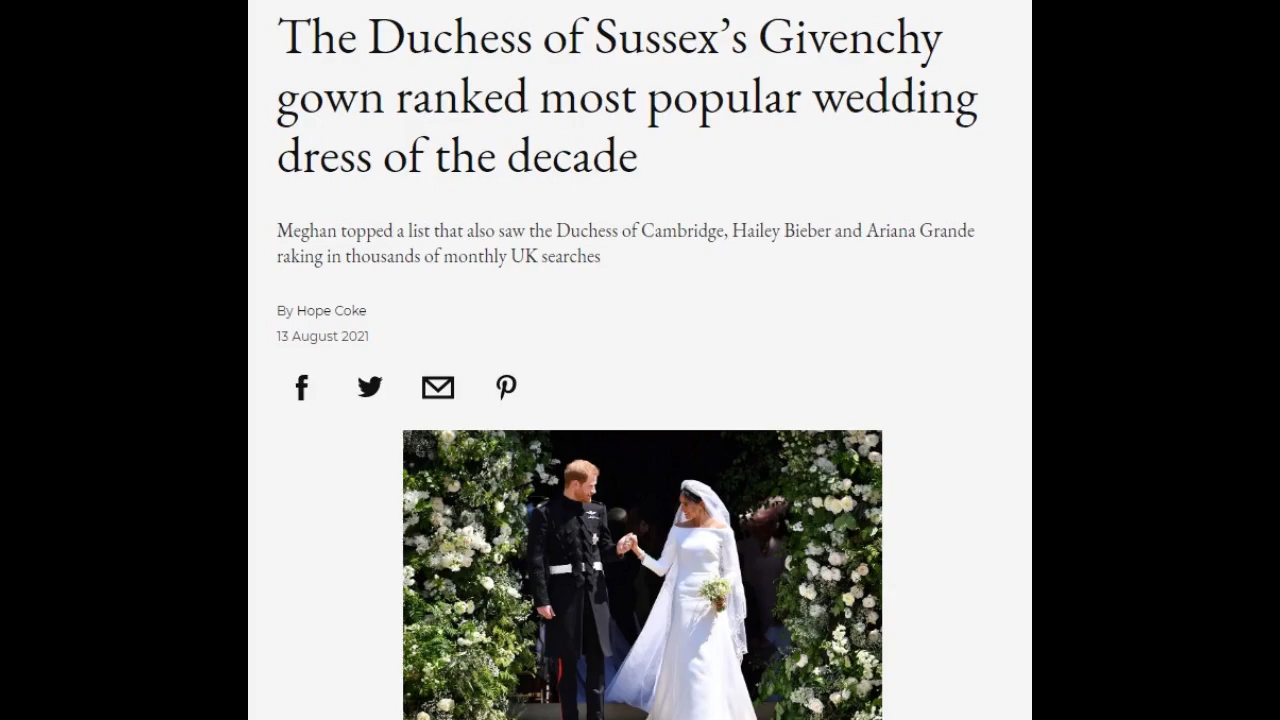 The Duchess of Sussex’s Givenchy
gown ranked most popular wedding
dress of the decade
Meghan topped a list that also saw the Duchess of Cambridge, Hailey Bieber and Ariana Grande
raking in thousands of monthly UK searches
By Hope Coke
13 August 2021